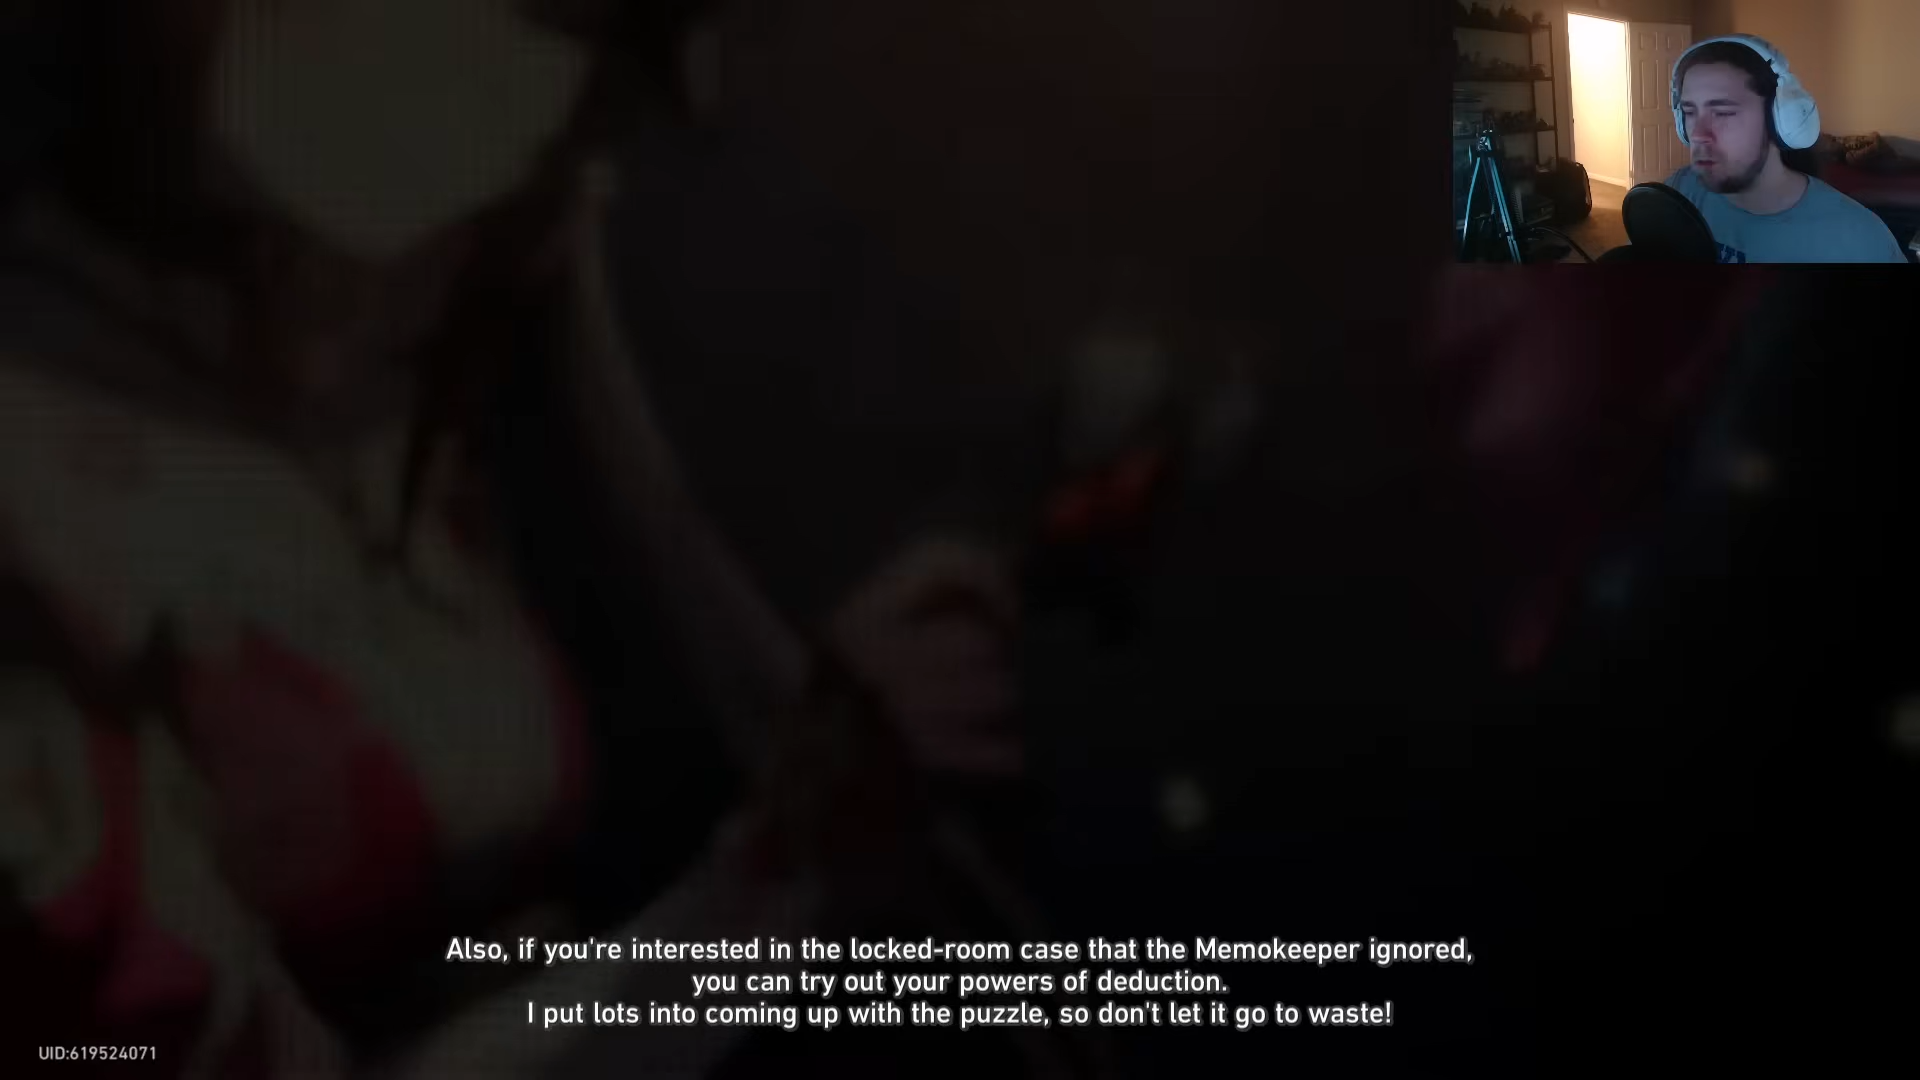 Also, if you're interested in the locked-room case that the Memokeeper ignored,
you can try out your powers of deduction.
I put lots into coming up with the puzzle, so don't let it go to waste!
UID:619524071